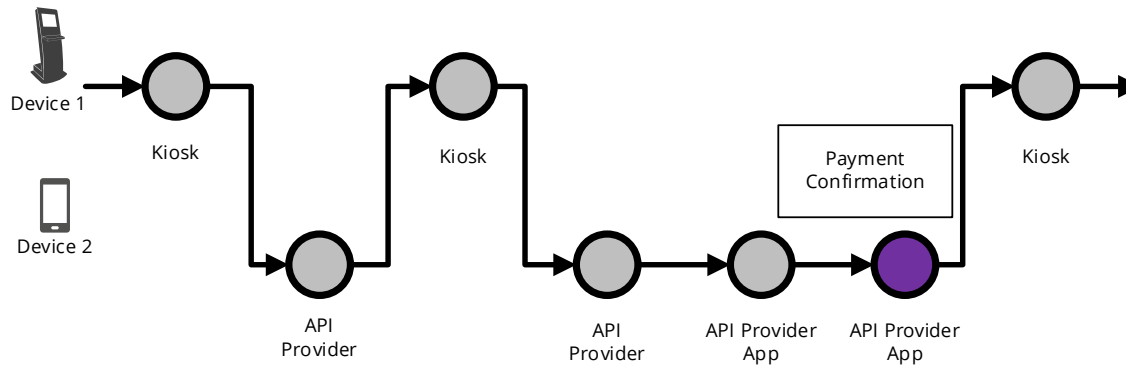 Device 1
Kiosk
Kiosk
Payment
Confirmation
Kiosk
Device 2
API
Provider
API
Provider
API Provider
App
API Provider
App